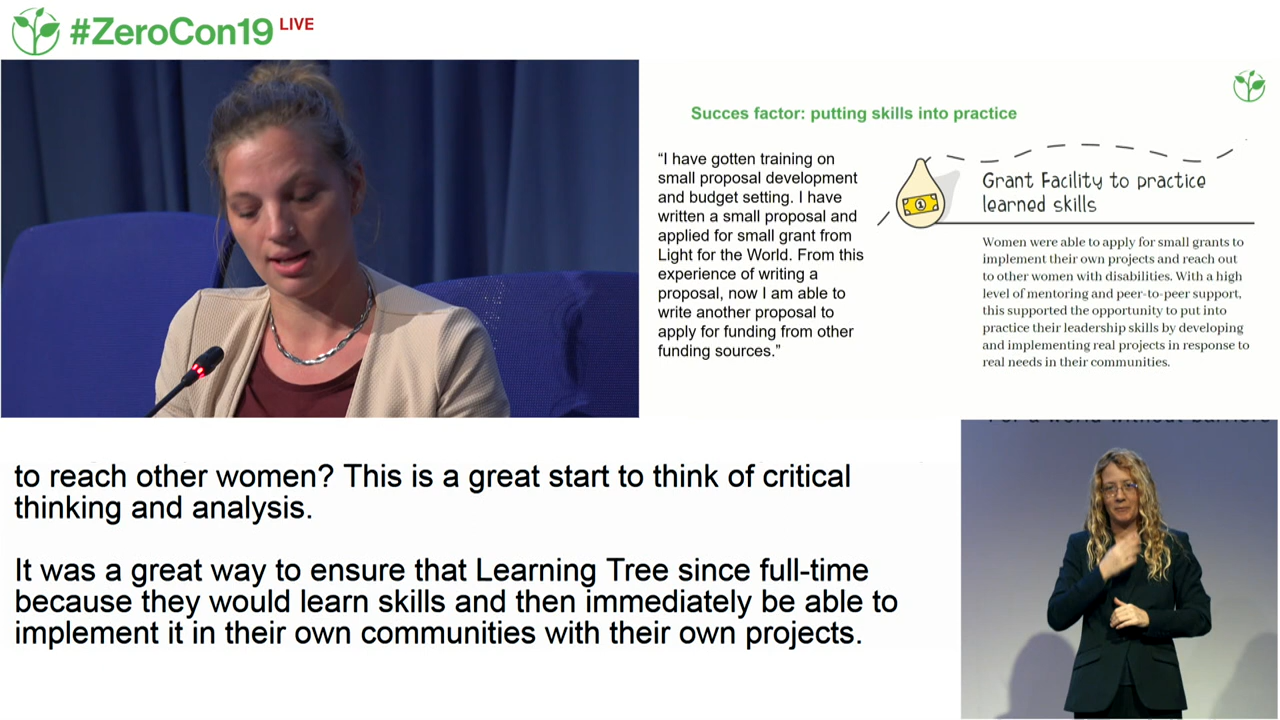 #ZeroCon19 LIVE
Succes factor: putting skills into practice
“I have gotten training on
small proposal development
and budget setting. I have
written a small proposal and
applied for small grant from
Light for the World. From this
experience of writing a
proposal, now I am able to
write another proposal to
apply for funding from other
funding sources.”
1
Grant Facility to practice
learned skills
Women were able to apply for small grants to
implement their own projects and reach out
to other women with disabilities. With a high
level of mentoring and peer-to-peer support,
this supported the opportunity to put into
practice their leadership skills by developing
and implementing real projects in response to
real needs in their communities.
to reach other women? This is a great start to think of critical
thinking and analysis.
It was a great way to ensure that Learning Tree since full-time
because they would learn skills and then immediately be able to
implement it in their own communities with their own projects.